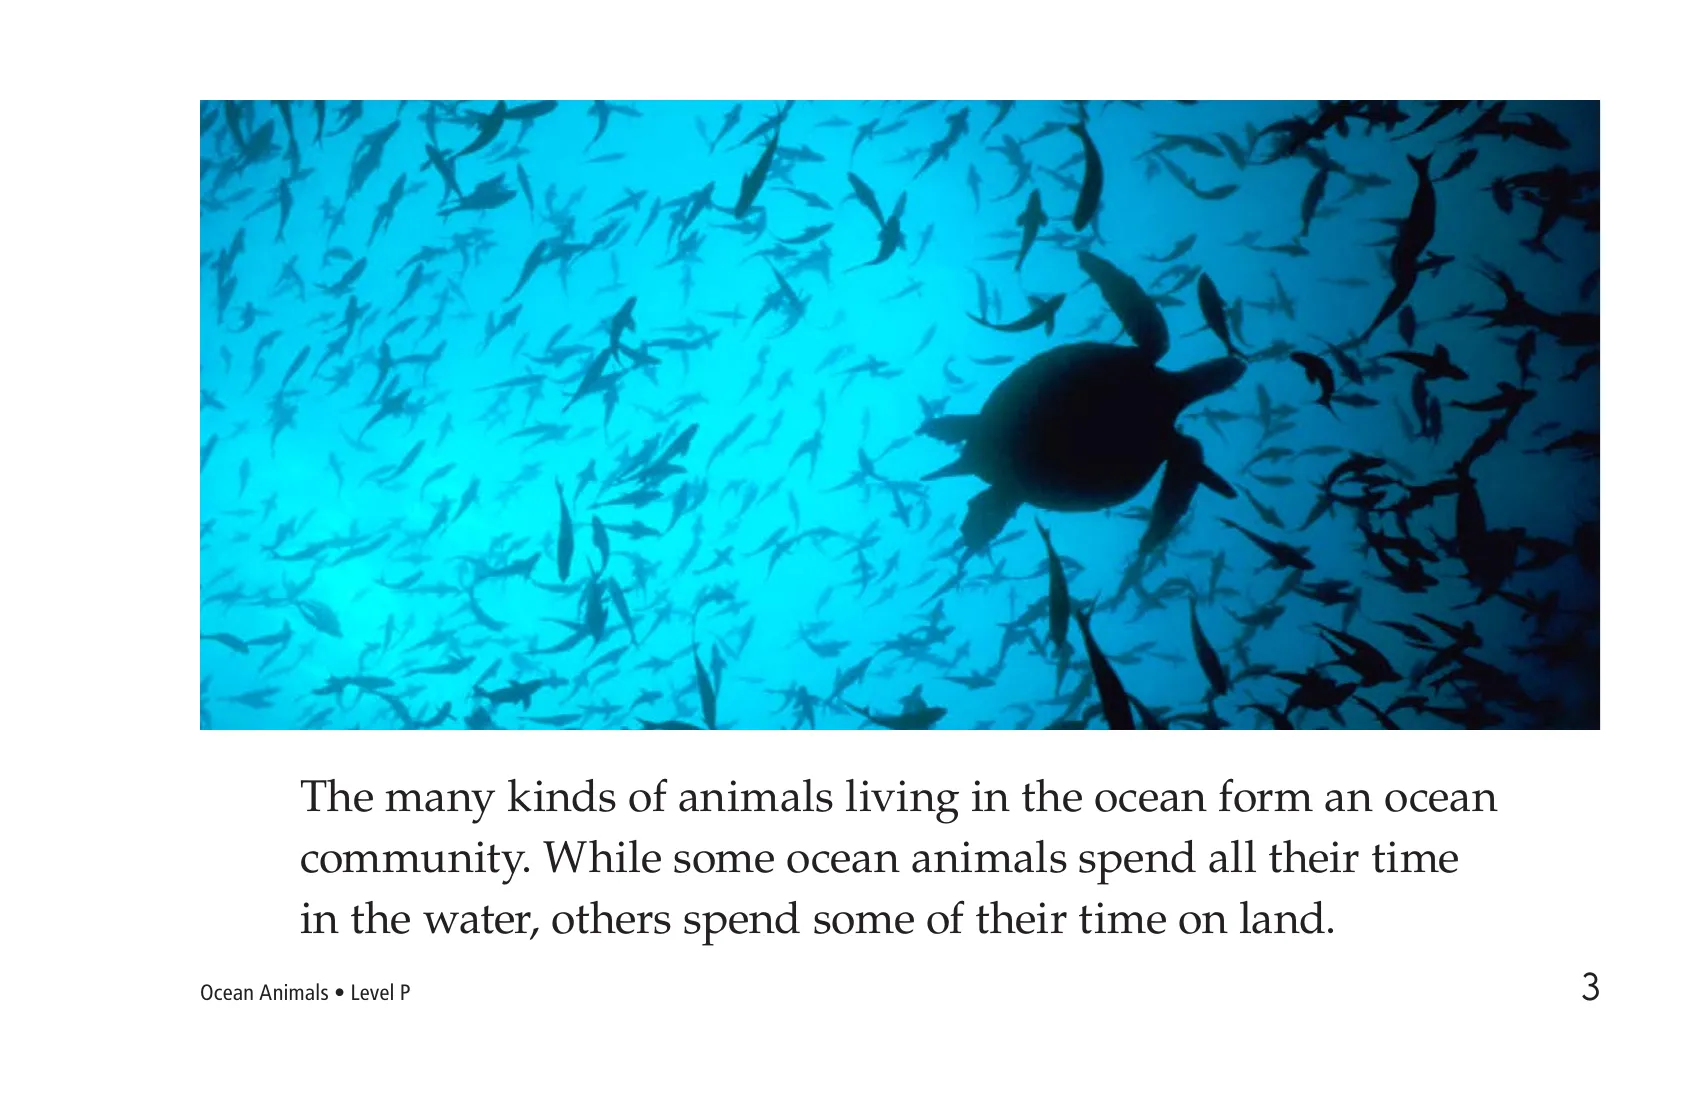 The many kinds of animals living in the ocean form an ocean
community. While some ocean animals spend all their time
in the water, others spend some of their time on land.
Ocean Animals • Level P
3